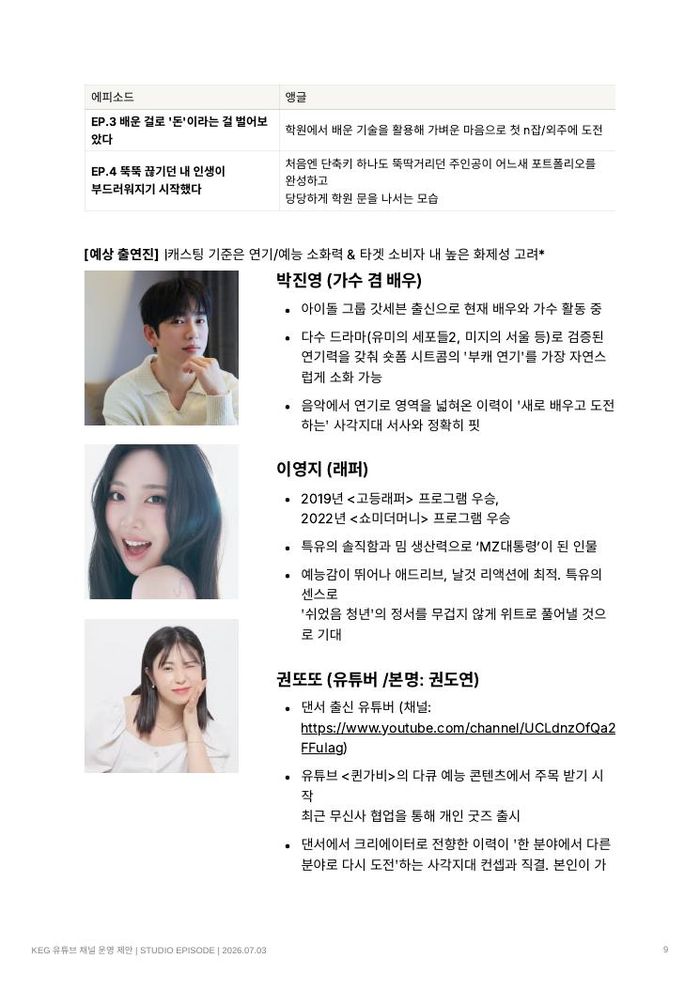 에피소드 앵글
EP.3 배운 걸로 '돈'이라는 걸 벌어보
았다
학원에서 배운 기술을 활용해 가벼운 마음으로 첫 n잡/외주에 도전
EP.4 뚝뚝 끊기던 내 인생이
부드러워지기 시작했다
처음엔 단축키 하나도 뚝딱거리던 주인공이 어느새 포트폴리오를
완성하고
당당하게 학원 문을 나서는 모습
[예상 출연진] |캐스팅 기준은 연기/예능 소화력 & 타겟 소비자 내 높은 화제성 고려*
박진영 (가수 겸 배우)
• 아이돌 그룹 갓세븐 출신으로 현재 배우와 가수 활동 중
• 다수 드라마(유미의 세포들2, 미지의 서울 등)로 검증된
연기력을 갖춰 숏폼 시트콤의 '부캐 연기'를 가장 자연스
럽게 소화 가능
• 음악에서 연기로 영역을 넓혀온 이력이 '새로 배우고 도전
하는' 사각지대 서사와 정확히 핏
이영지 (래퍼)
• 2019년 <고등래퍼> 프로그램 우승,
2022년 <쇼미더머니> 프로그램 우승
• 특유의 솔직함과 밈 생산력으로 ‘MZ대통령’이 된 인물
• 예능감이 뛰어나 애드리브, 날것 리액션에 최적. 특유의
센스로
'쉬었음 청년'의 정서를 무겁지 않게 위트로 풀어낼 것으
로 기대
권또또 (유튜버 /본명: 권도연)
• 댄서 출신 유튜버 (채널:
https://www.youtube.com/channel/UCLdnzOfQa2
FFuIag)
• 유튜브 <퀸가비>의 다큐 예능 콘텐츠에서 주목 받기 시
작
최근 무신사 협업을 통해 개인 굿즈 출시
• 댄서에서 크리에이터로 전향한 이력이 '한 분야에서 다른
분야로 다시 도전'하는 사각지대 컨셉과 직결. 본인이 가
KEG 유튜브 채널 운영 제안 | STUDIO EPISODE | 2026.07.03
9